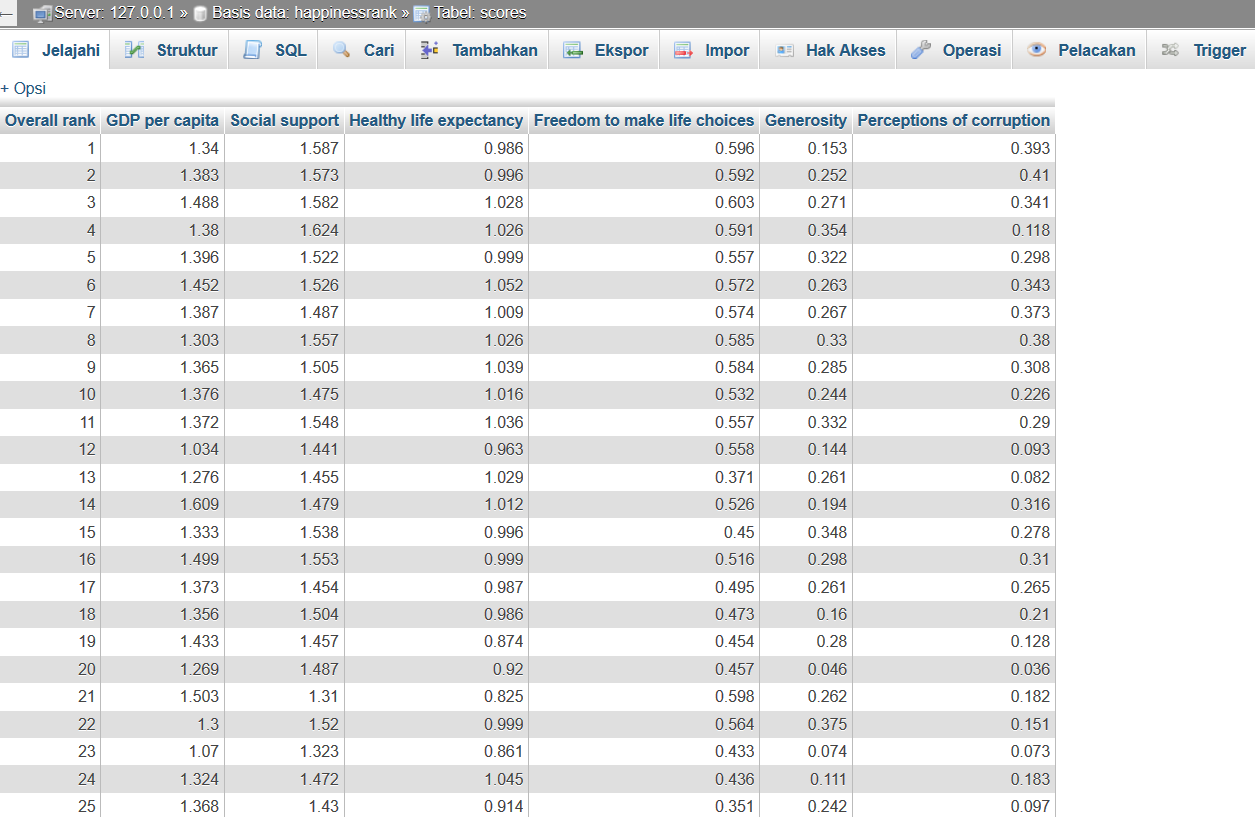 Server: 127.0.0.1 » Basis data: happinessrank » Tabel: scores
Jelajahi Struktur SQL Cari Tambahkan Ekspor Impor Hak Akses Operasi Pelacakan Trigger
+ Opsi
Overall rank GDP per capita Social support Healthy life expectancy Freedom to make life choices Generosity Perceptions of corruption
1 1.34 1.587 0.986 0.596 0.153 0.393
2 1.383 1.573 0.996 0.592 0.252 0.41
3 1.488 1.582 1.028 0.603 0.271 0.341
4 1.38 1.624 1.026 0.591 0.354 0.118
5 1.396 1.522 0.999 0.557 0.322 0.298
6 1.452 1.526 1.052 0.572 0.263 0.343
7 1.387 1.487 1.009 0.574 0.267 0.373
8 1.303 1.557 1.026 0.585 0.33 0.38
9 1.365 1.505 1.039 0.584 0.285 0.308
10 1.376 1.475 1.016 0.532 0.244 0.226
11 1.372 1.548 1.036 0.557 0.332 0.29
12 1.034 1.441 0.963 0.558 0.144 0.093
13 1.276 1.455 1.029 0.371 0.261 0.082
14 1.609 1.479 1.012 0.526 0.194 0.316
15 1.333 1.538 0.996 0.45 0.348 0.278
16 1.499 1.553 0.999 0.516 0.298 0.31
17 1.373 1.454 0.987 0.495 0.261 0.265
18 1.356 1.504 0.986 0.473 0.16 0.21
19 1.433 1.457 0.874 0.454 0.28 0.128
20 1.269 1.487 0.92 0.457 0.046 0.036
21 1.503 1.31 0.825 0.598 0.262 0.182
22 1.3 1.52 0.999 0.564 0.375 0.151
23 1.07 1.323 0.861 0.433 0.074 0.073
24 1.324 1.472 1.045 0.436 0.111 0.183
25 1.368 1.43 0.914 0.351 0.242 0.097